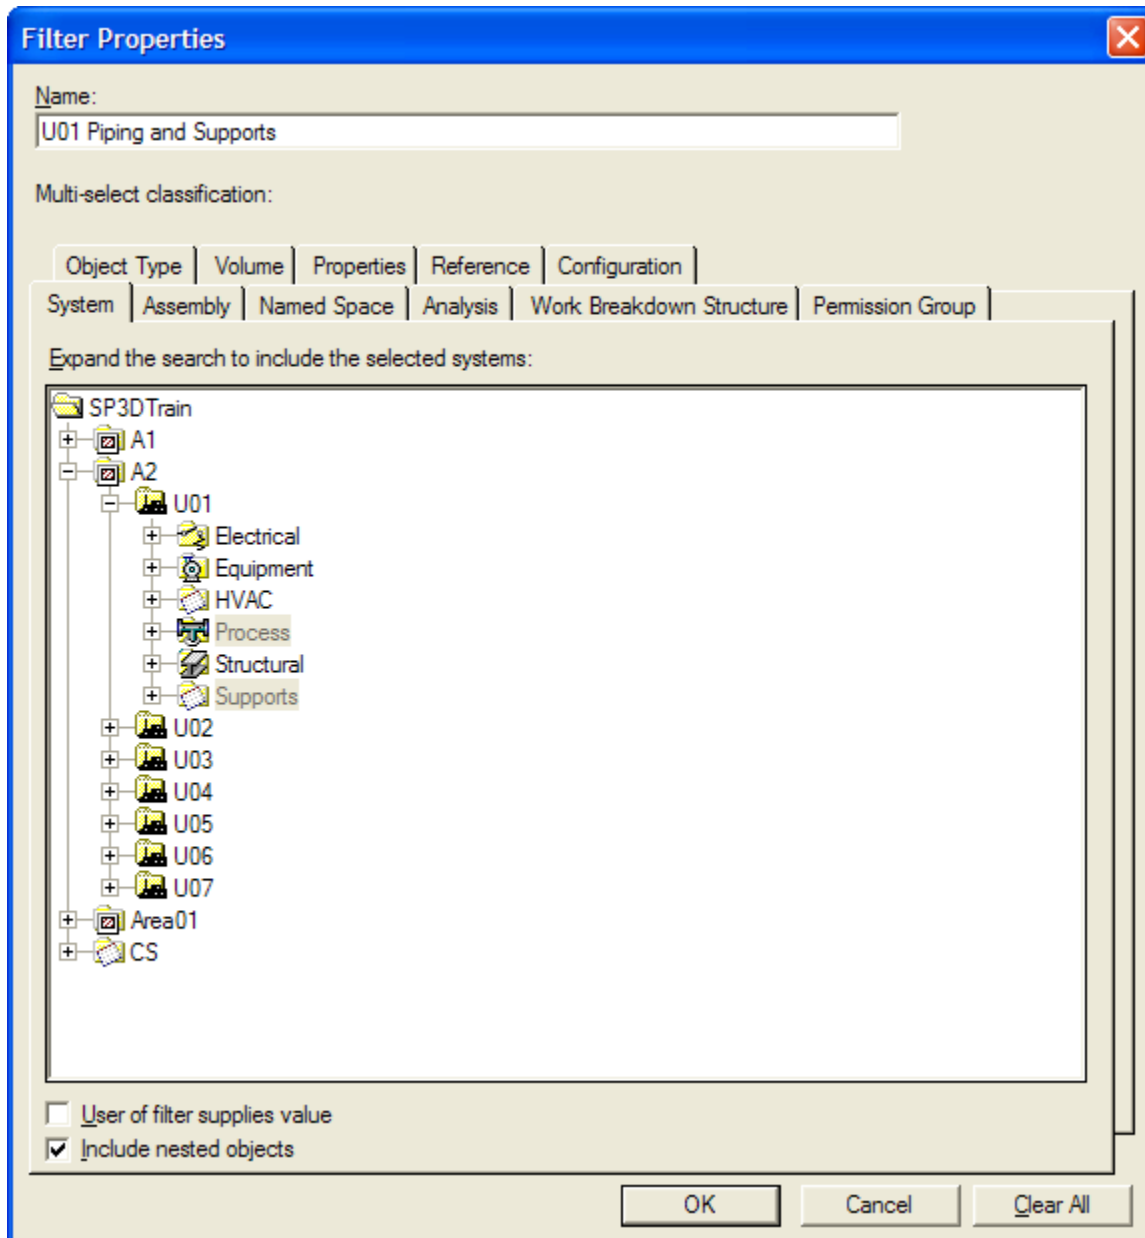 Filter Properties
Name:
U01 Piping and Supports
Multi-select classification:
Object Type Volume Properties Reference Configuration
System Assembly Named Space Analysis Work Breakdown Structure Permission Group
Expand the search to include the selected systems:
SP3DTrain
A1
A2
U01
Electrical
Equipment
HVAC
Process
Structural
Supports
U02
U03
U04
U05
U06
U07
Area01
CS
User of filter supplies value
Include nested objects
OK Cancel Clear All